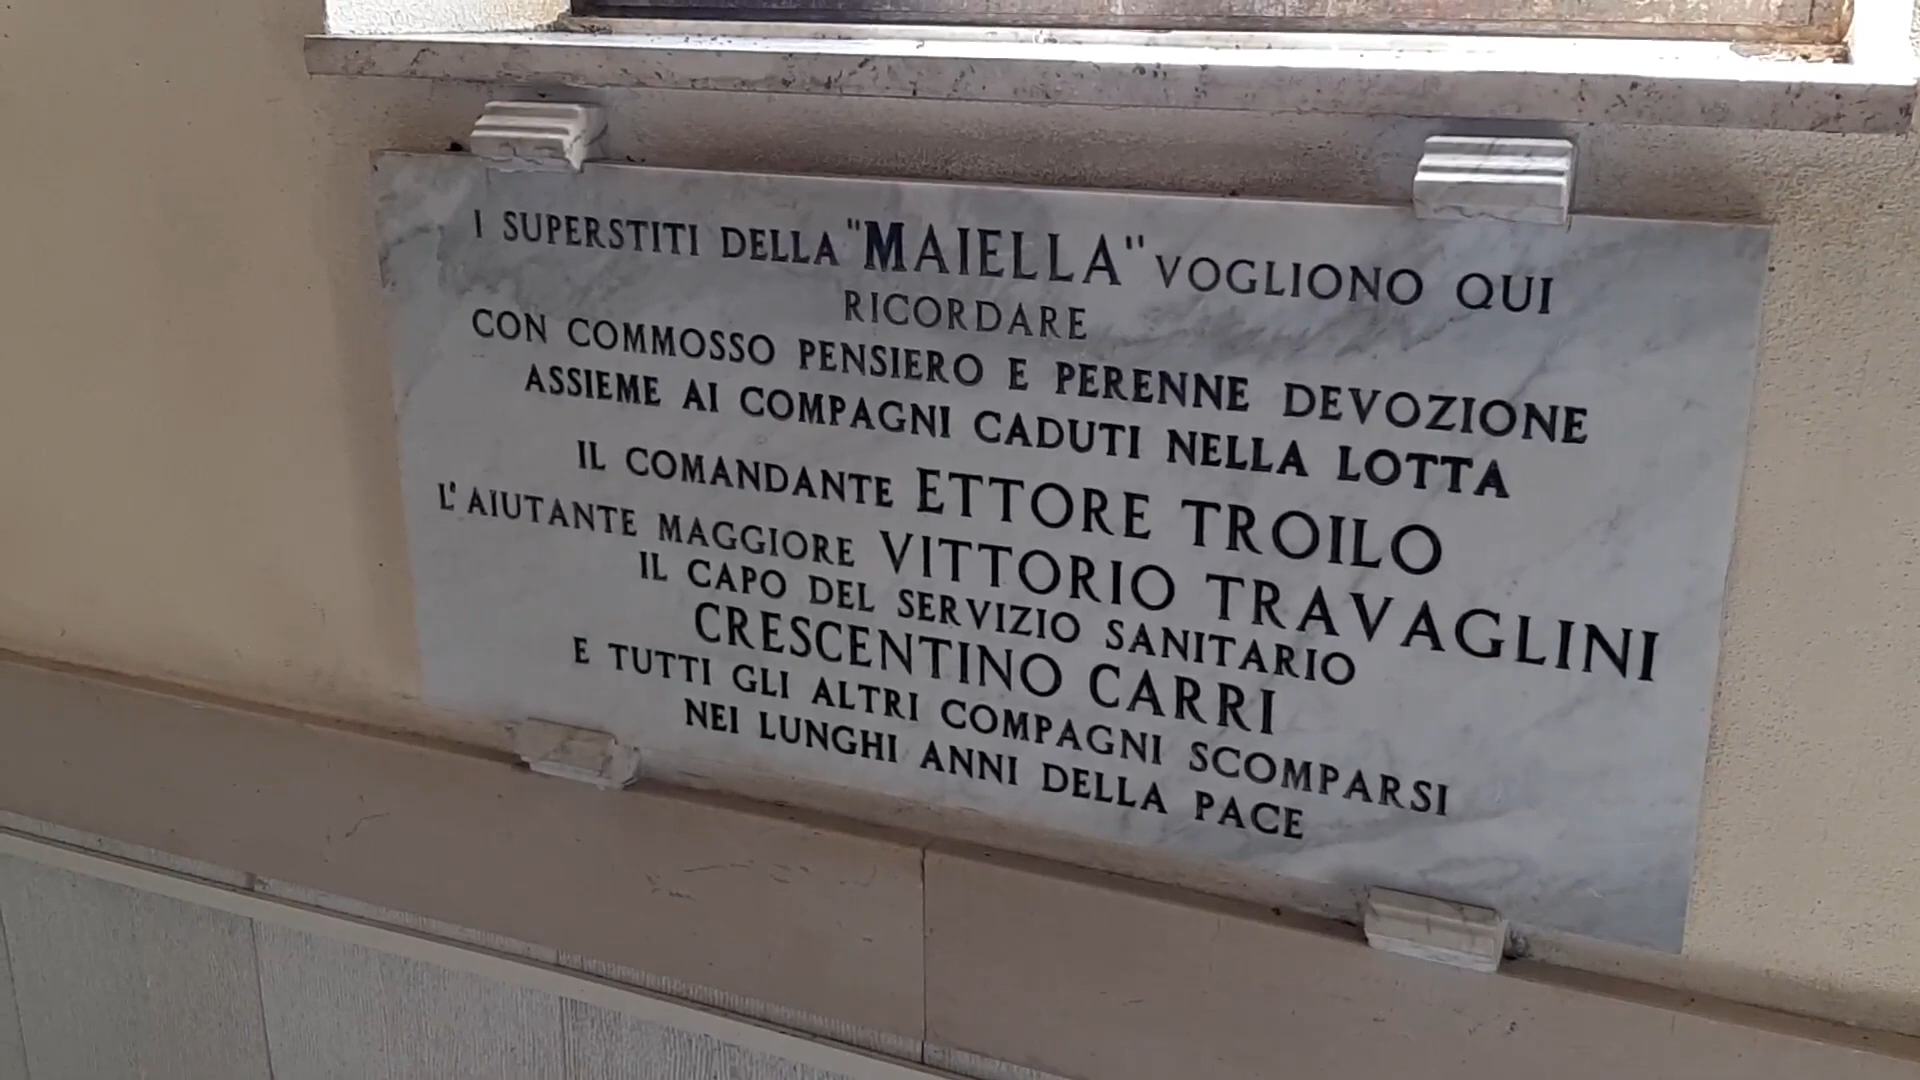 I SUPERSTITI DELLA "MAIELLA" VOGLIONO QUI
RICORDARE
CON COMMOSSO PENSIERO E PERENNE DEVOZIONE
ASSIEME AI COMPAGNI CADUTI NELLA LOTTA
IL COMANDANTE ETTORE TROILO
L'AIUTANTE MAGGIORE VITTORIO TRAVAGLINI
IL CAPO DEL SERVIZIO SANITARIO
CRESCENTINO CARRI
E TUTTI GLI ALTRI COMPAGNI SCOMPARSI
NEI LUNGHI ANNI DELLA PACE